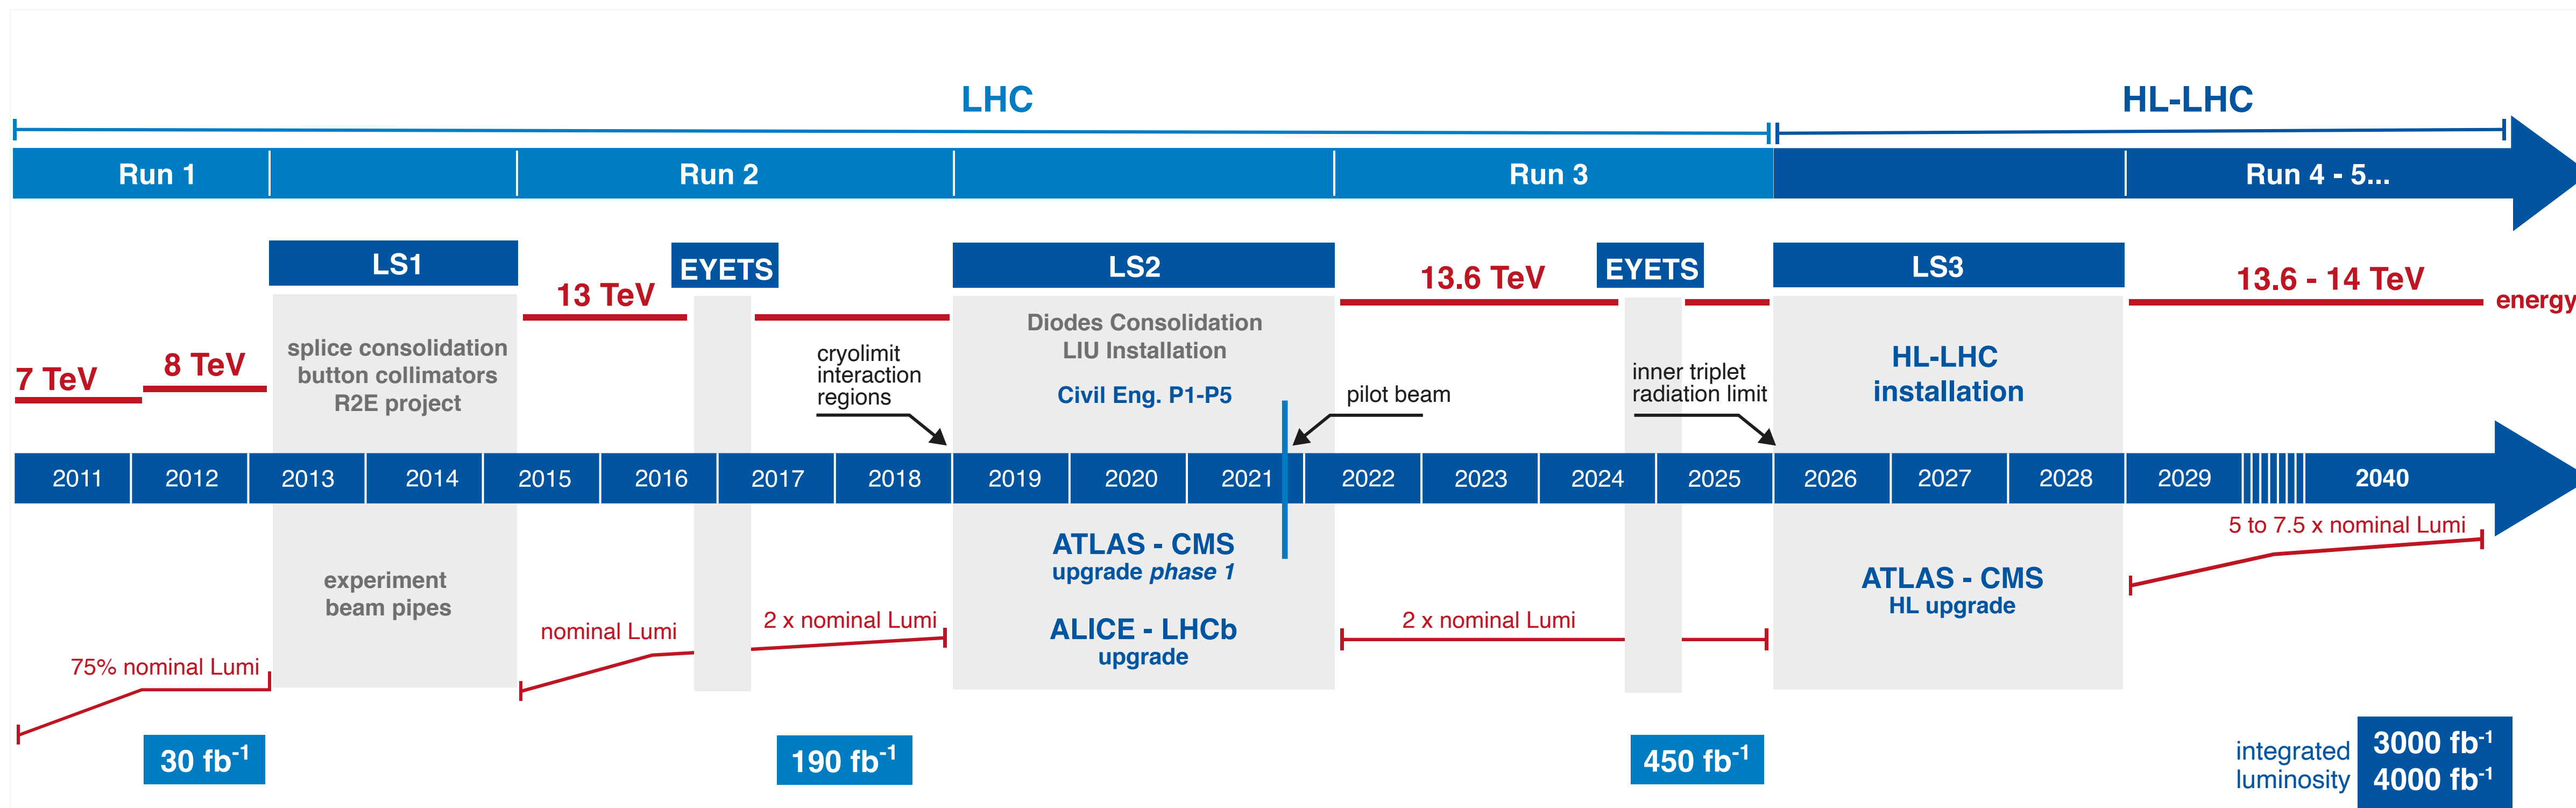 LHC
HL-LHC
Run 1
Run 2
Run 3
Run 4 - 5...
LS1
EYETS
LS2
EYETS
LS3
13 TeV
13.6 TeV
13.6 - 14 TeV
energy
7 TeV
8 TeV
splice consolidation
button collimators
R2E project
cryolimit
interaction
regions
Diodes Consolidation
LIU Installation
Civil Eng. P1-P5
pilot beam
inner triplet
radiation limit
HL-LHC
installation
2011
2012
2013
2014
2015
2016
2017
2018
2019
2020
2021
2022
2023
2024
2025
2026
2027
2028
2029
2040
experiment
beam pipes
ATLAS - CMS
upgrade phase 1
ALICE - LHCb
upgrade
ATLAS - CMS
HL upgrade
5 to 7.5 x nominal Lumi
75% nominal Lumi
nominal Lumi
2 x nominal Lumi
2 x nominal Lumi
30 fb⁻¹
190 fb⁻¹
450 fb⁻¹
integrated
luminosity
3000 fb⁻¹
4000 fb⁻¹